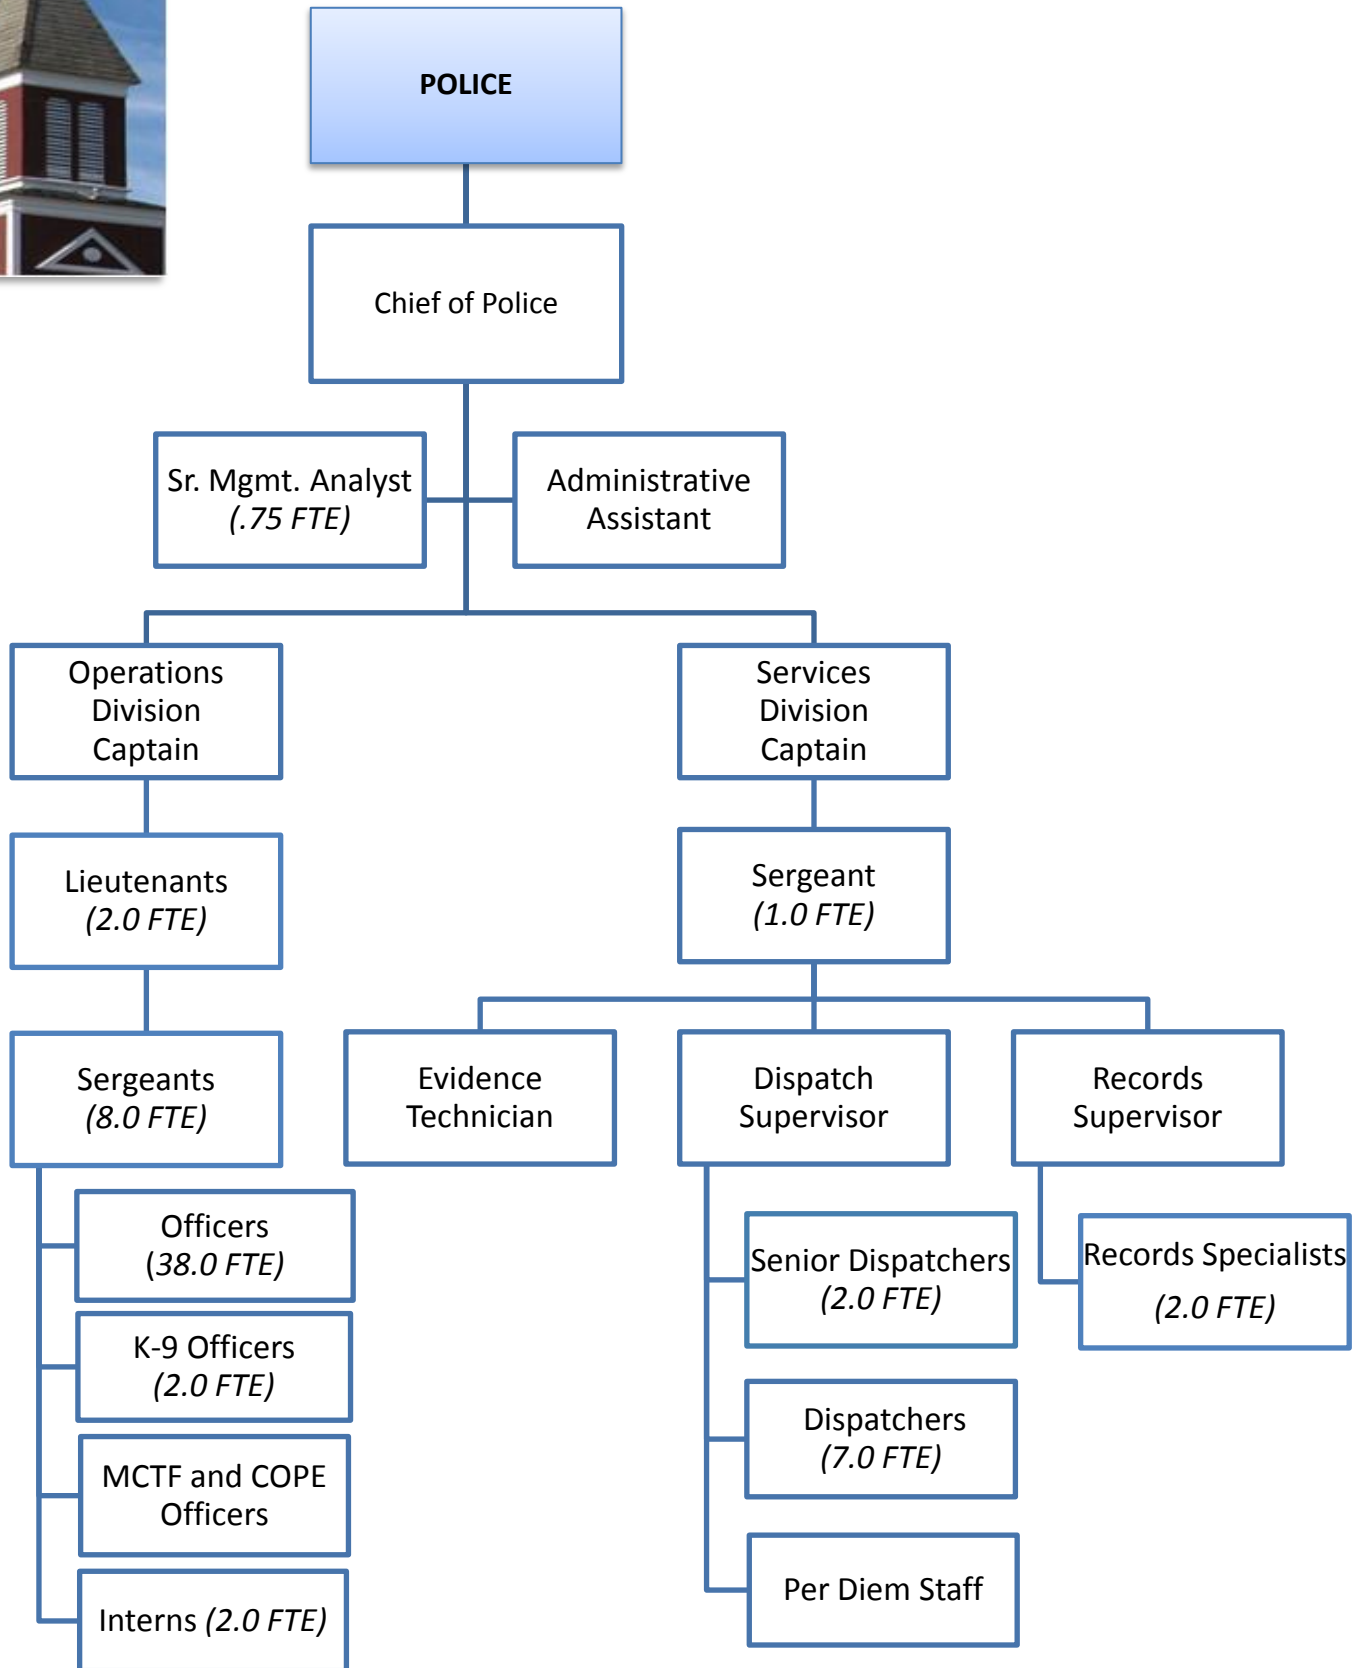 POLICE
Chief of Police
Sr. Mgmt. Analyst
(.75 FTE)
Administrative
Assistant
Operations
Division
Captain
Services
Division
Captain
Lieutenants
(2.0 FTE)
Sergeant
(1.0 FTE)
Sergeants
(8.0 FTE)
Evidence
Technician
Dispatch
Supervisor
Records
Supervisor
Officers
(38.0 FTE)
K-9 Officers
(2.0 FTE)
MCTF and COPE
Officers
Interns (2.0 FTE)
Senior Dispatchers
(2.0 FTE)
Dispatchers
(7.0 FTE)
Per Diem Staff
Records Specialists
(2.0 FTE)